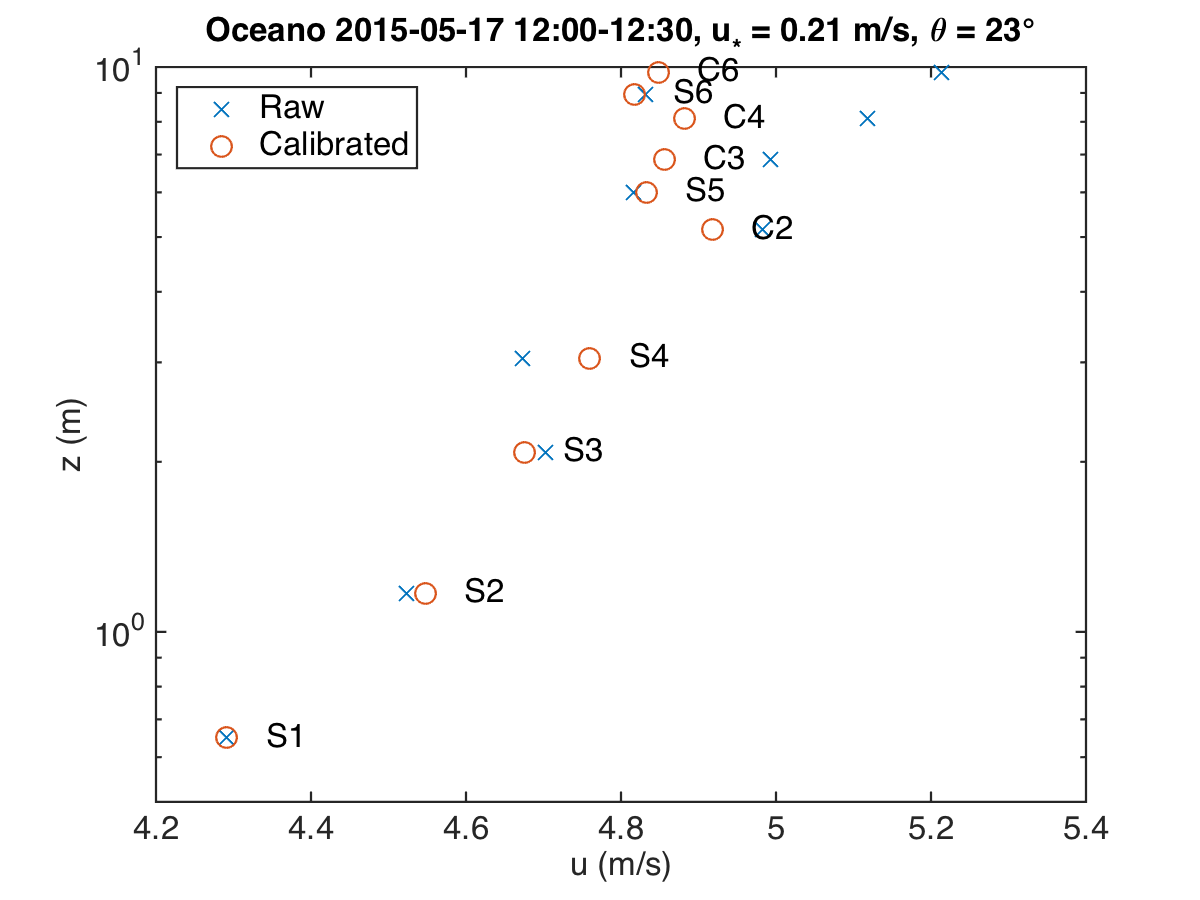 Oceano 2015-05-17 12:00-12:30, u* = 0.21 m/s, θ = 23°
10^1
Raw
Calibrated
C6
S6
C4
C3
S5
C2
S4
S3
S2
10^0
S1
z (m)
4.2 4.4 4.6 4.8 5 5.2 5.4
u (m/s)